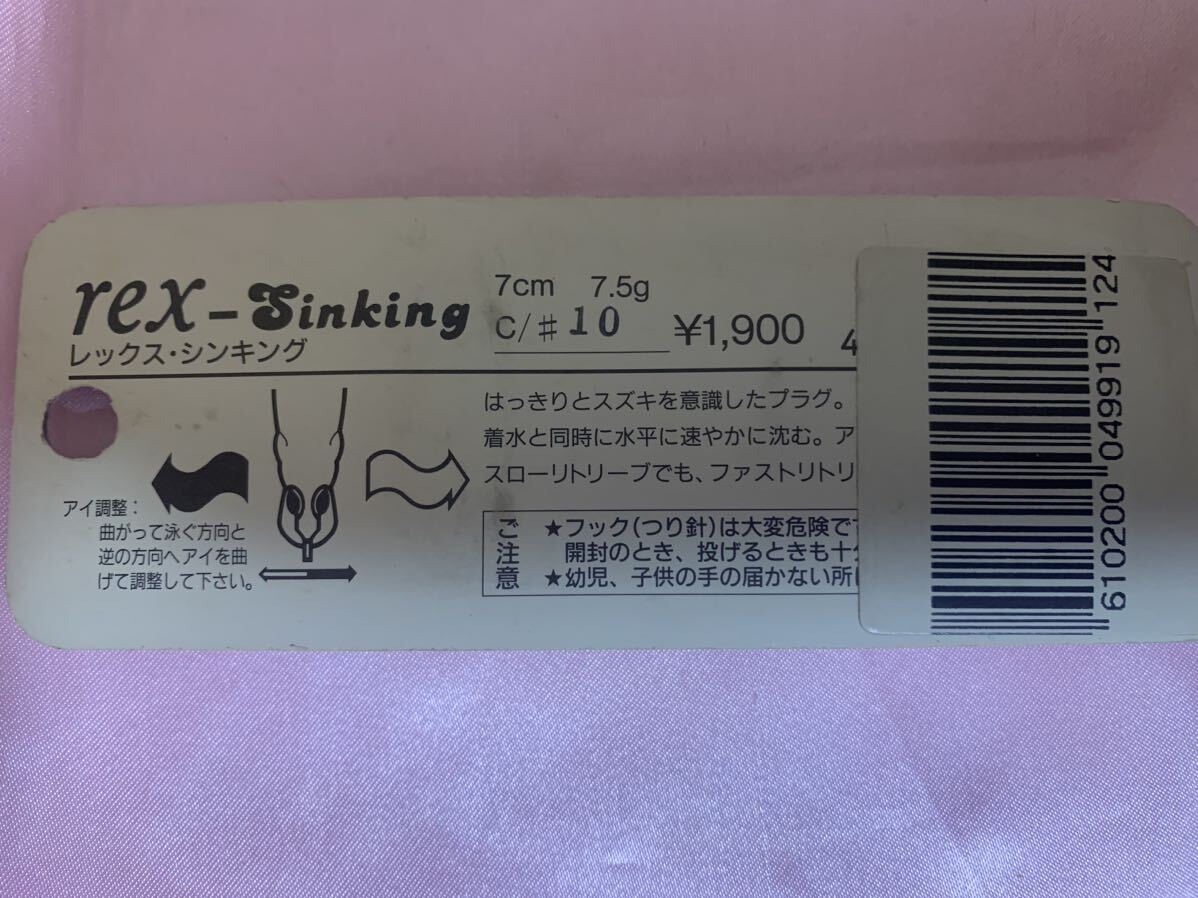 rex-Sinking
レックス・シンキング
7cm 7.5g
C/#10
¥1,900
4
はっきりとスズキを意識したプラグ。
着水と同時に水平に速やかに沈む。ア
スローリトリーブでも、ファストリトリ
アイ調整：
曲がって泳ぐ方向と
逆の方向へアイを曲
げて調整して下さい。
ご注意
★フック(つり針)は大変危険で
開封のとき、投げるときも十
★幼児、子供の手の届かない所
610200 049919 124